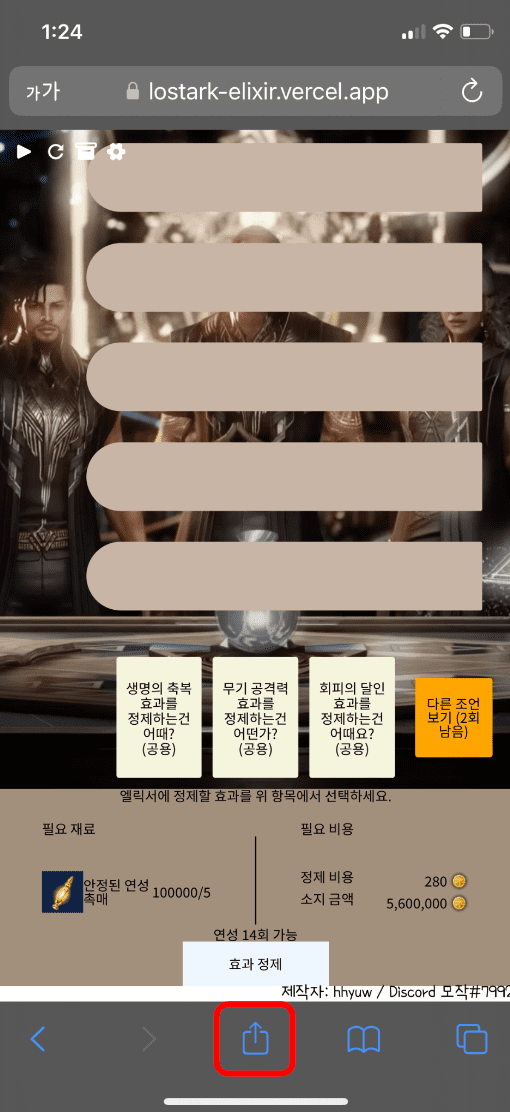 1:24
가가
lostark-elixir.vercel.app
생명의 축복
효과를
정제하는건
어때?
(공용)
무기 공격력
효과를
정제하는건
어떤가?
(공용)
회피의 달인
효과를
정제하는건
어때요?
(공용)
다른 조언
보기 (2회
남음)
엘릭서에 정제할 효과를 위 항목에서 선택하세요.
필요 재료
안정된 연성
촉매
100000/5
필요 비용
정제 비용
280
소지 금액
5,600,000
연성 14회 가능
효과 정제
제작자: hhyuw / Discord 모작#7992